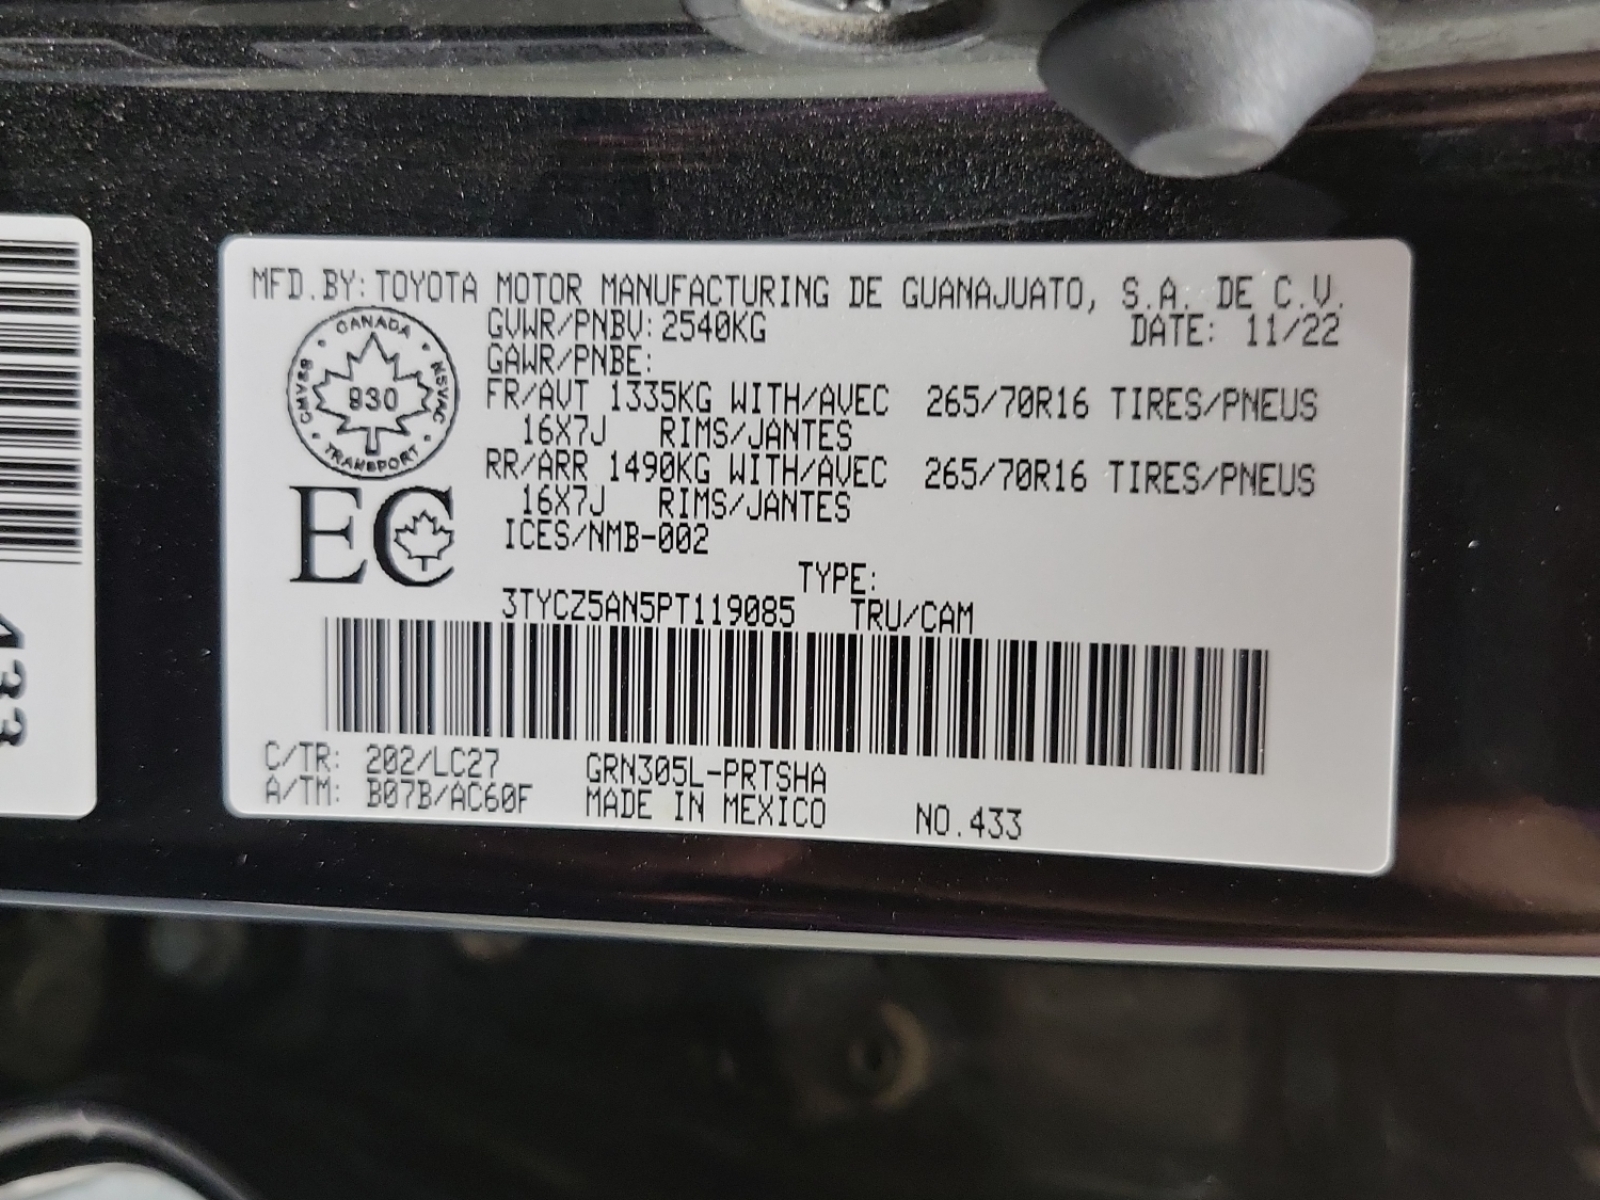 MFD.BY: TOYOTA MOTOR MANUFACTURING DE GUANAJUATO, S.A. DE C.V.
GVWR/PNBV: 2540KG DATE: 11/22
GAWR/PNBE:
FR/AVT 1335KG WITH/AVEC 265/70R16 TIRES/PNEUS
16X7J RIMS/JANTES
RR/ARR 1490KG WITH/AVEC 265/70R16 TIRES/PNEUS
16X7J RIMS/JANTES
ICES/NMB-002
CANADA
NSVAC
TRANSPORT
CMVSS
930
EC
TYPE:
3TYCZ5AN5PT119085 TRU/CAM
C/TR: 202/LC27 GRN305L-PRTSHA
A/TM: B07B/AC60F MADE IN MEXICO NO.433
433